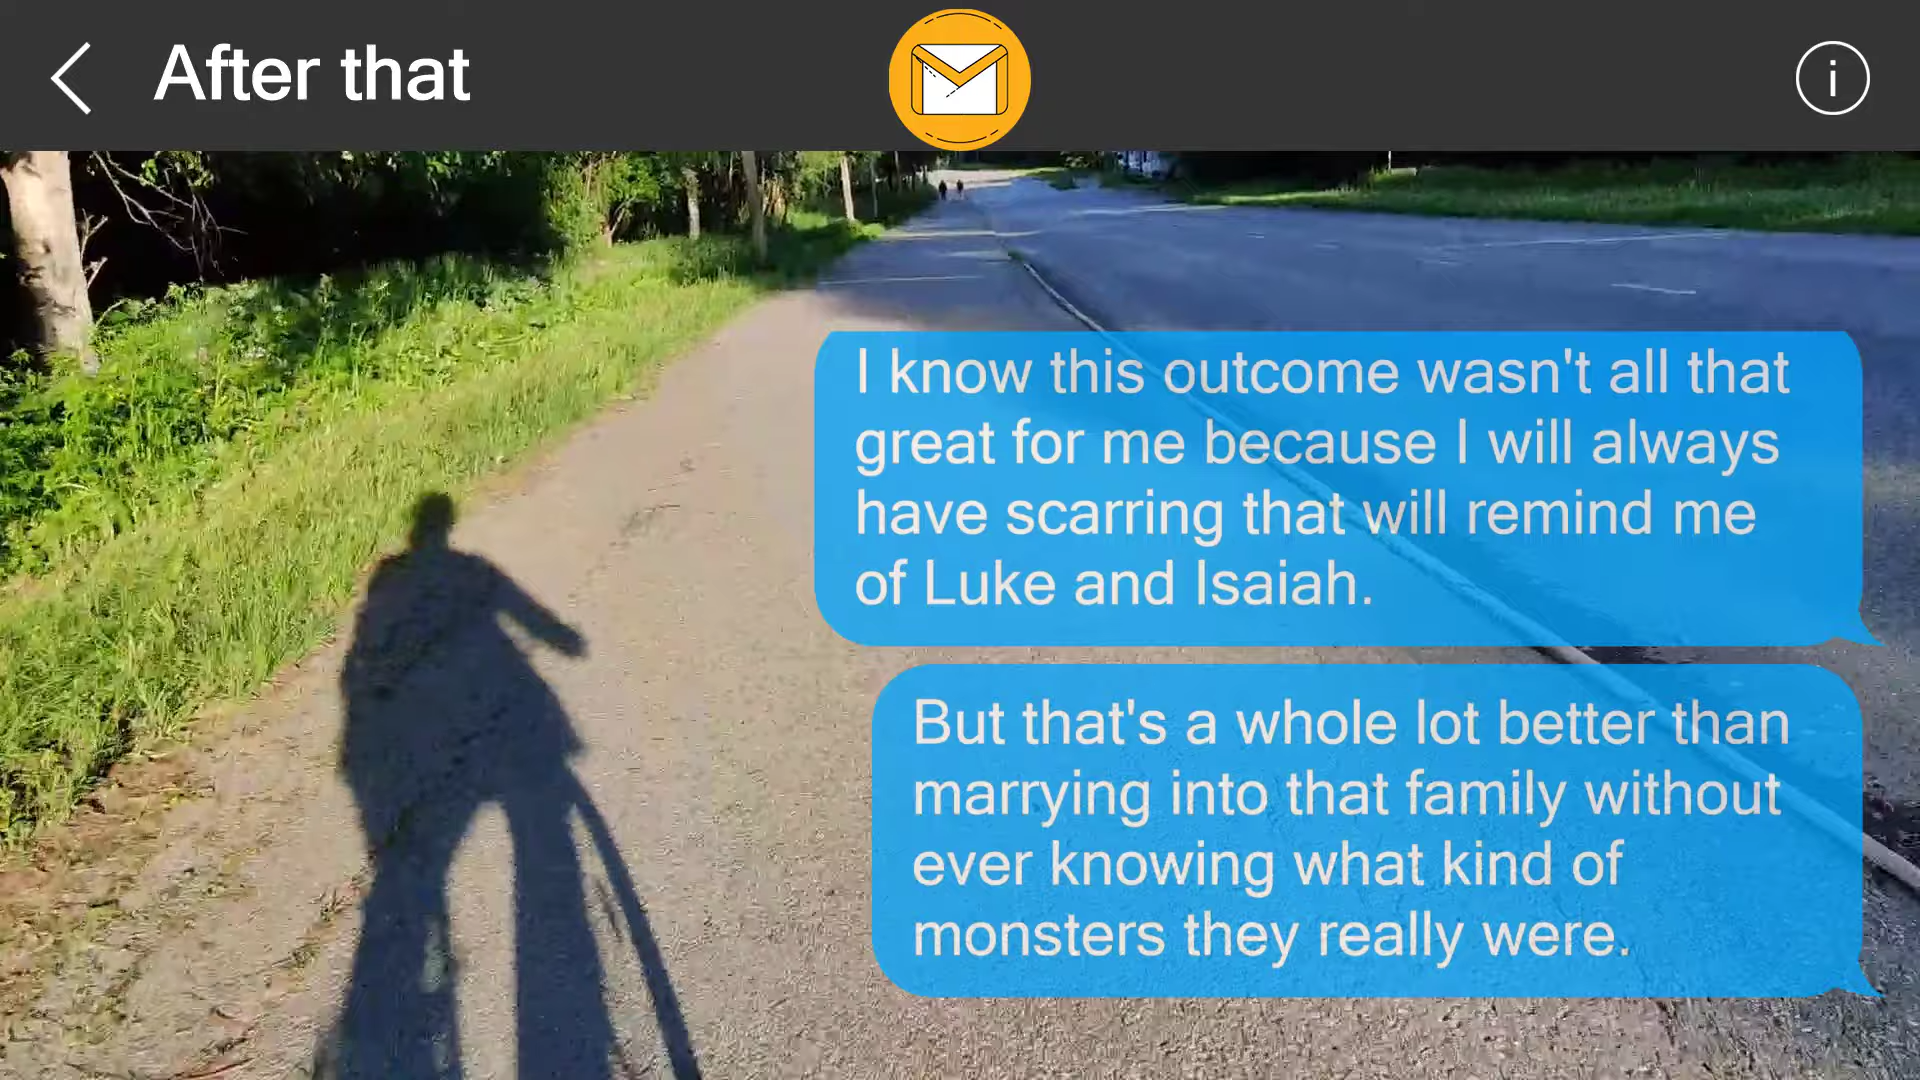 After that
i
I know this outcome wasn't all that
great for me because I will always
have scarring that will remind me
of Luke and Isaiah.
But that's a whole lot better than
marrying into that family without
ever knowing what kind of
monsters they really were.